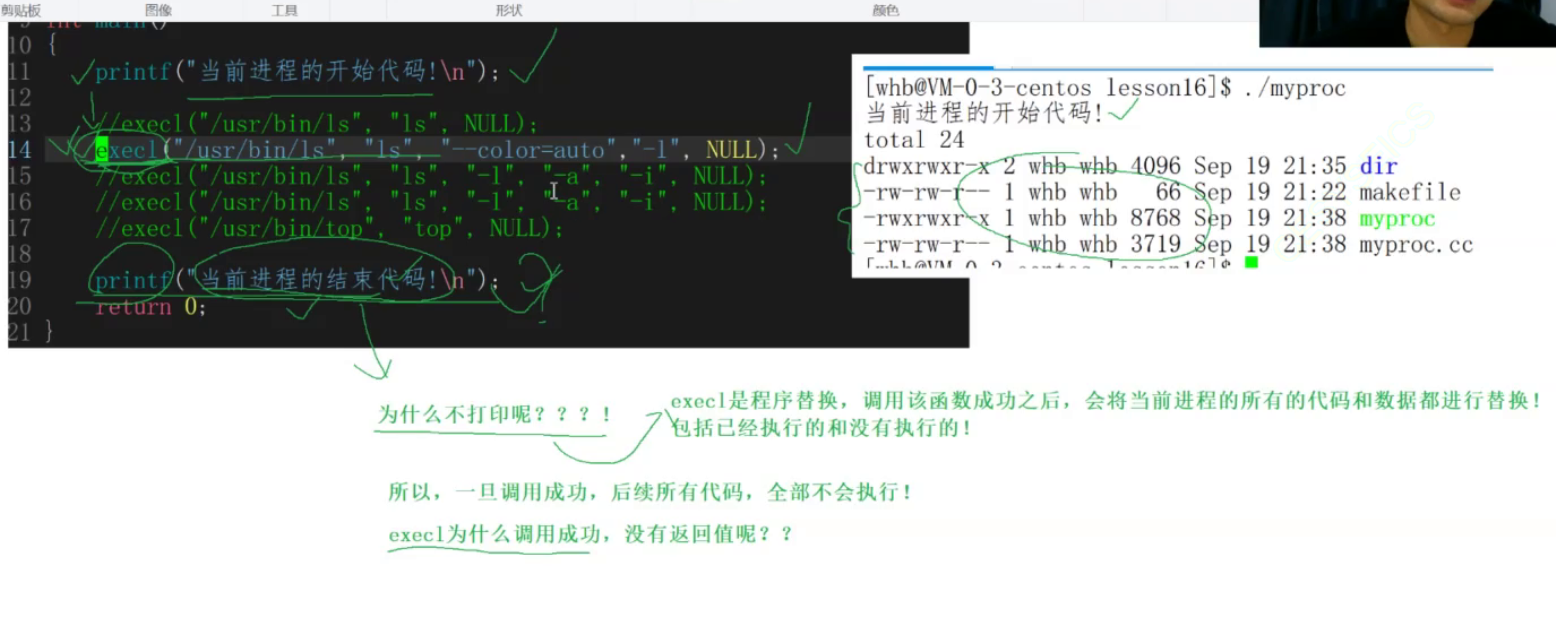 剪贴板 图像 工具 形状 颜色
10 {
11 printf("当前进程的开始代码!\n");
12
13 //execl("/usr/bin/ls", "ls", NULL);
14 execl("/usr/bin/ls", "ls", "--color=auto","-l", NULL);
15 //execl("/usr/bin/ls", "ls", "-l", "-a", "-i", NULL);
16 //execl("/usr/bin/ls", "ls", "-l", "-a", "-i", NULL);
17 //execl("/usr/bin/top", "top", NULL);
18
19 printf("当前进程的结束代码!\n");
20 return 0;
21 }
[whb@VM-0-3-centos lesson16]$ ./myproc
当前进程的开始代码!
total 24
drwxrwxr-x 2 whb whb 4096 Sep 19 21:35 dir
-rw-rw-r-- 1 whb whb 66 Sep 19 21:22 makefile
-rwxrwxr-x 1 whb whb 8768 Sep 19 21:38 myproc
-rw-rw-r-- 1 whb whb 3719 Sep 19 21:38 myproc.cc
为什么不打印呢？？？！
execl是程序替换，调用该函数成功之后，会将当前进程的所有的代码和数据都进行替换！
包括已经执行的和没有执行的！
所以，一旦调用成功，后续所有代码，全部不会执行！
execl为什么调用成功，没有返回值呢？？